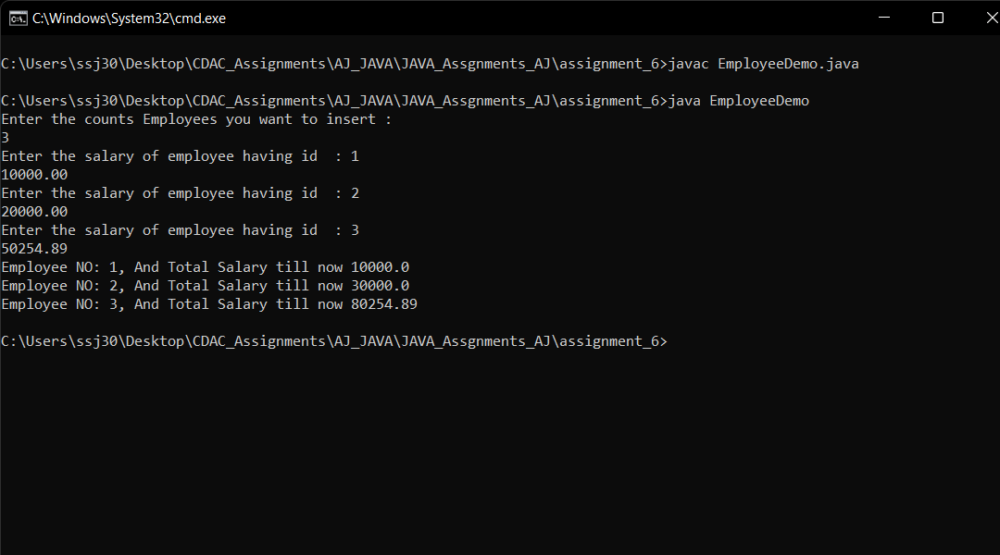 C:\Windows\System32\cmd.exe
C:\Users\ssj30\Desktop\CDAC_Assignments\AJ_JAVA\JAVA_Assgnments_AJ\assignment_6>javac EmployeeDemo.java
C:\Users\ssj30\Desktop\CDAC_Assignments\AJ_JAVA\JAVA_Assgnments_AJ\assignment_6>java EmployeeDemo
Enter the counts Employees you want to insert :
3
Enter the salary of employee having id  : 1
10000.00
Enter the salary of employee having id  : 2
20000.00
Enter the salary of employee having id  : 3
50254.89
Employee NO: 1, And Total Salary till now 10000.0
Employee NO: 2, And Total Salary till now 30000.0
Employee NO: 3, And Total Salary till now 80254.89
C:\Users\ssj30\Desktop\CDAC_Assignments\AJ_JAVA\JAVA_Assgnments_AJ\assignment_6>